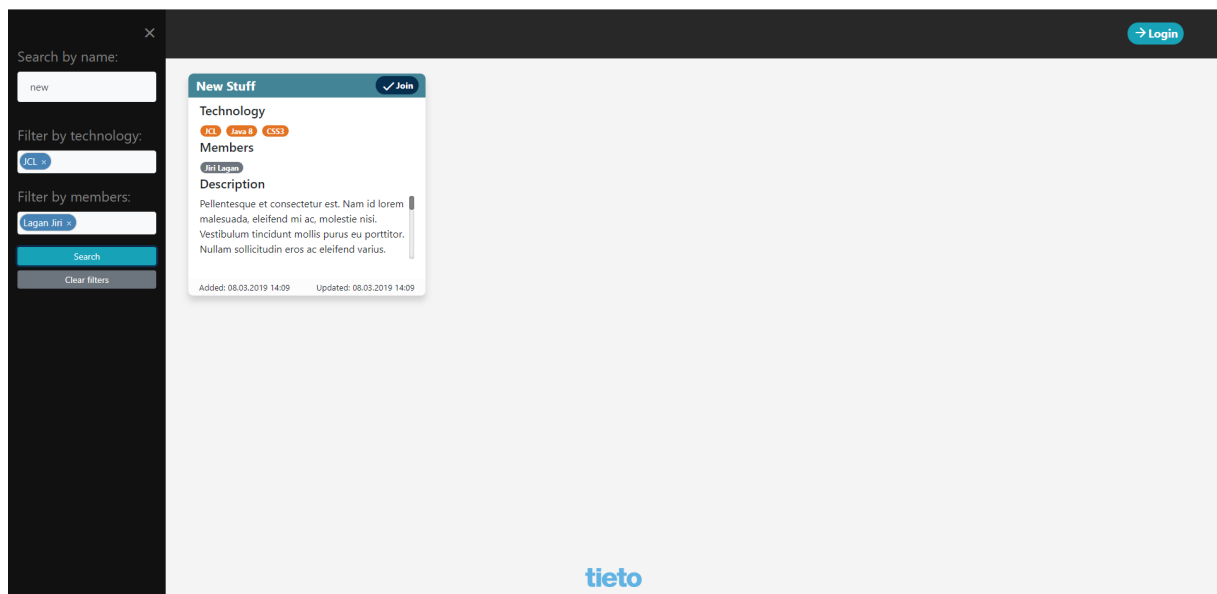 ×
Login
Search by name:
new
Filter by technology:
JCL ×
Filter by members:
Lagan Jiri ×
Search
Clear filters
New Stuff
Join
Technology
JCL Java 8 CSS3
Members
Jiri Lagan
Description
Pellentesque et consectetur est. Nam id lorem
malesuada, eleifend mi ac, molestie nisi.
Vestibulum tincidunt mollis purus eu porttitor.
Nullam sollicitudin eros ac eleifend varius.
Added: 08.03.2019 14:09 Updated: 08.03.2019 14:09
tieto